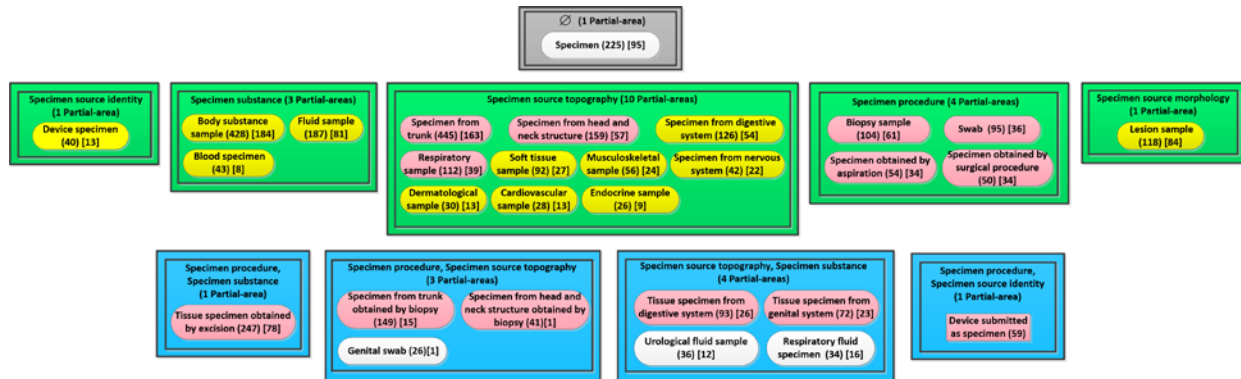 ∅ (1 Partial-area)
Specimen (225) [95]
Specimen source identity
(1 Partial-area)
Device specimen
(40) [13]
Specimen substance (3 Partial-areas)
Body substance
sample (428) [184]
Fluid sample
(187) [81]
Blood specimen
(43) [8]
Specimen source topography (10 Partial-areas)
Specimen from
trunk (445) [163]
Specimen from head and
neck structure (159) [57]
Specimen from digestive
system (126) [54]
Respiratory
sample (112) [39]
Soft tissue
sample (92) [27]
Musculoskeletal
sample (56) [24]
Specimen from nervous
system (42) [22]
Dermatological
sample (30) [13]
Cardiovascular
sample (28) [13]
Endocrine sample
(26) [9]
Specimen procedure (4 Partial-areas)
Biopsy sample
(104) [61]
Swab (95) [36]
Specimen obtained by
aspiration (54) [34]
Specimen obtained by
surgical procedure
(50) [34]
Specimen source morphology
(1 Partial-area)
Lesion sample
(118) [84]
Specimen procedure,
Specimen substance
(1 Partial-area)
Tissue specimen obtained
by excision (247) [78]
Specimen procedure, Specimen source topography
(3 Partial-areas)
Specimen from trunk
obtained by biopsy
(149) [15]
Specimen from head and
neck structure obtained by
biopsy (41)[1]
Genital swab (26)[1]
Specimen source topography, Specimen substance
(4 Partial-areas)
Tissue specimen from
digestive system (93) [26]
Tissue specimen from
genital system (72) [23]
Urological fluid sample
(36) [12]
Respiratory fluid
specimen (34) [16]
Specimen procedure,
Specimen source identity
(1 Partial-area)
Device submitted
as specimen (59)